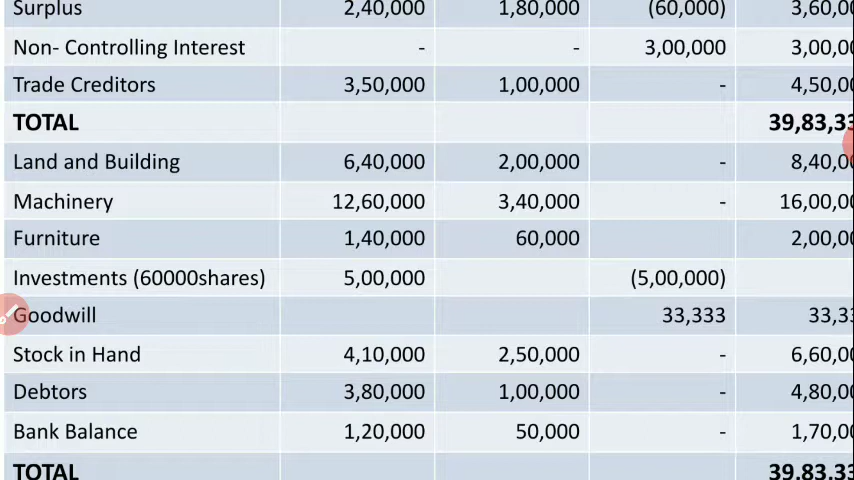 Surplus 2,40,000 1,80,000 (60,000) 3,60,0
Non- Controlling Interest - - 3,00,000 3,00,0
Trade Creditors 3,50,000 1,00,000 - 4,50,0
TOTAL 39,83,33
Land and Building 6,40,000 2,00,000 - 8,40,0
Machinery 12,60,000 3,40,000 - 16,00,0
Furniture 1,40,000 60,000 2,00,0
Investments (60000shares) 5,00,000 (5,00,000)
Goodwill 33,333 33,33
Stock in Hand 4,10,000 2,50,000 - 6,60,0
Debtors 3,80,000 1,00,000 - 4,80,0
Bank Balance 1,20,000 50,000 - 1,70,0
TOTAL 39,83,33